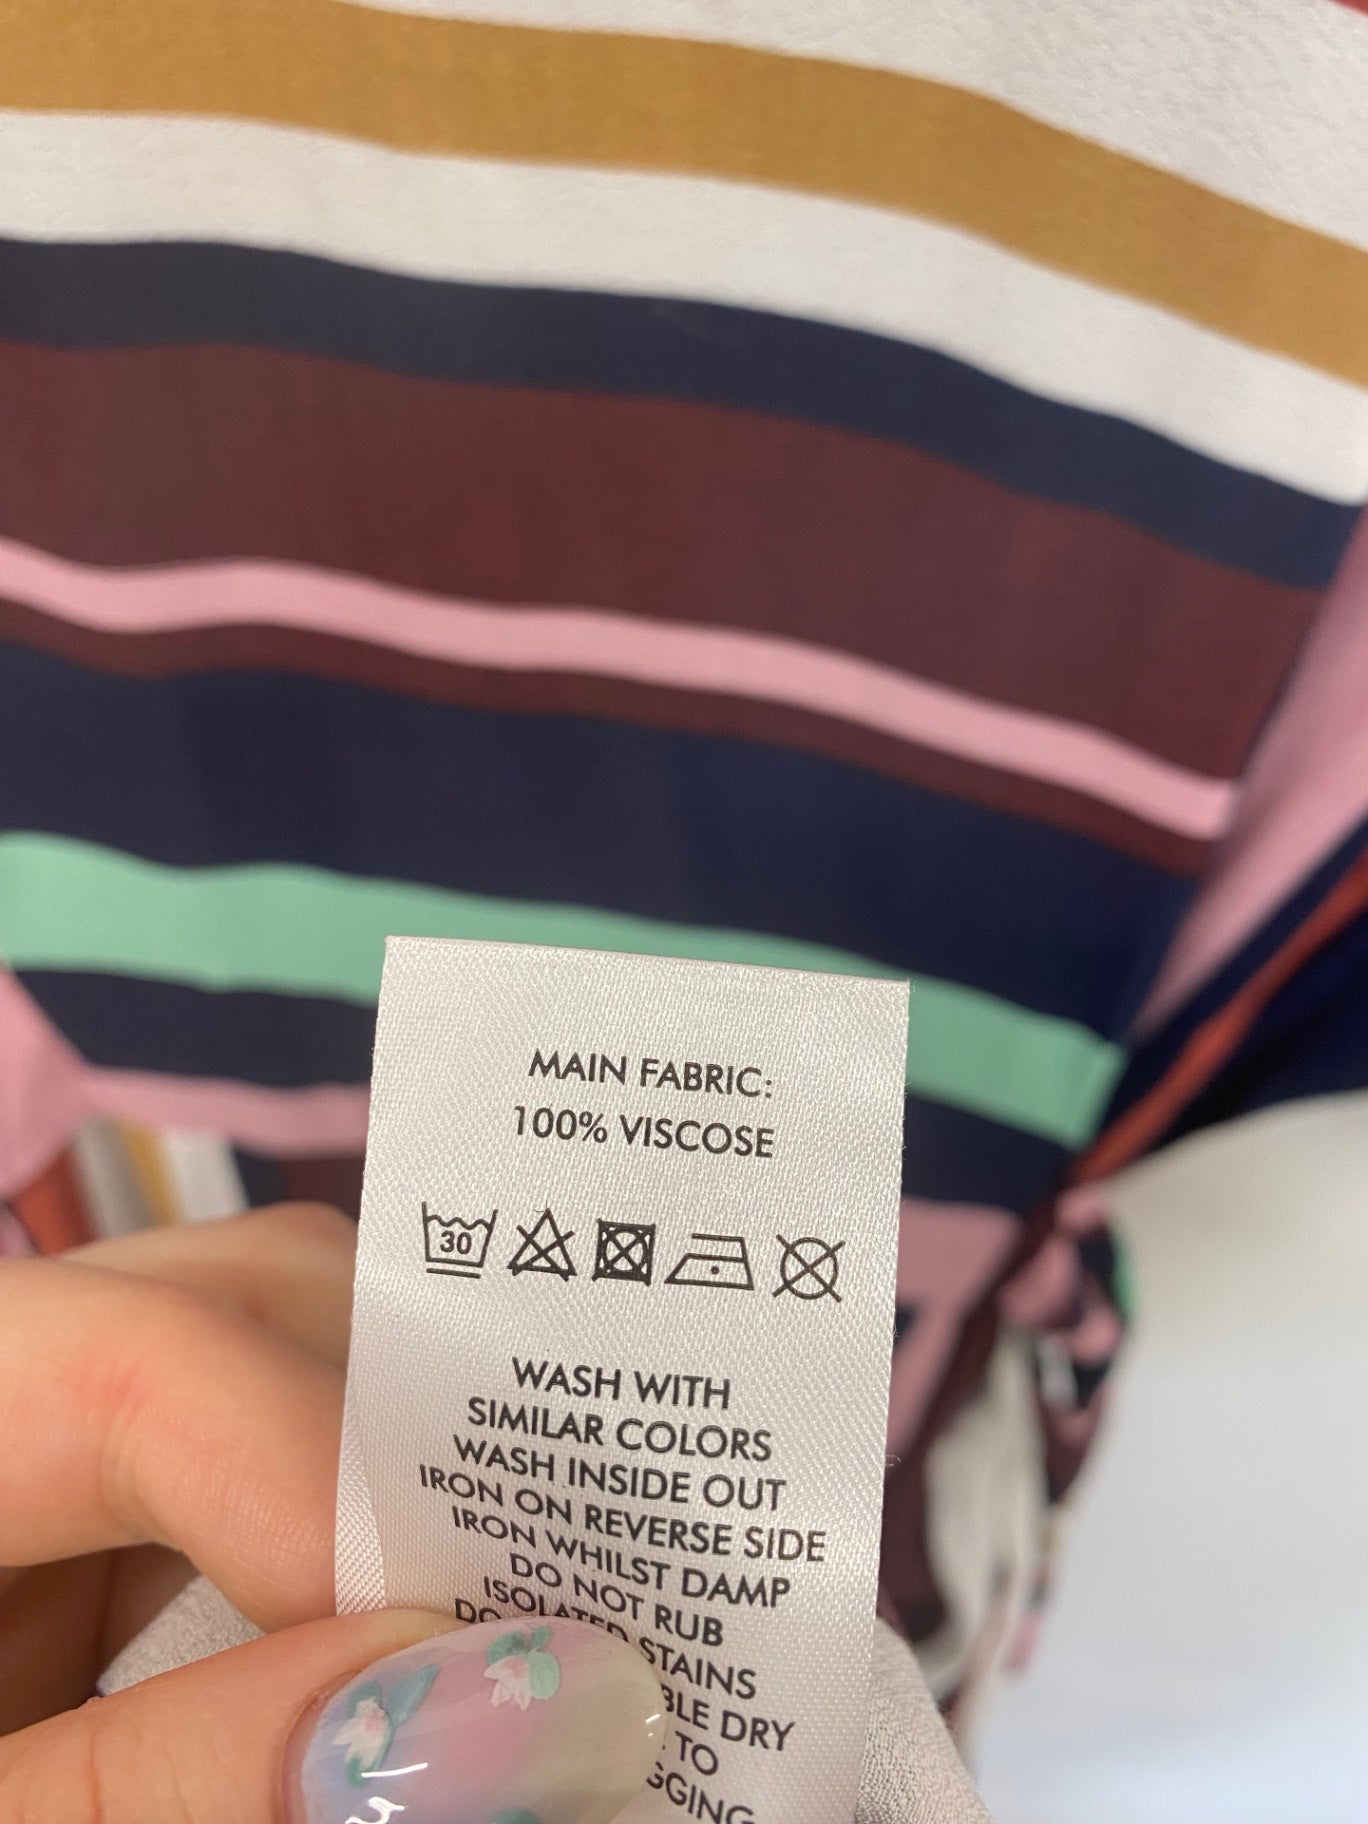 MAIN FABRIC:
100% VISCOSE
30
WASH WITH
SIMILAR COLORS
WASH INSIDE OUT
IRON ON REVERSE SIDE
IRON WHILST DAMP
DO NOT RUB
ISOLATED STAINS
DO DRY
TO